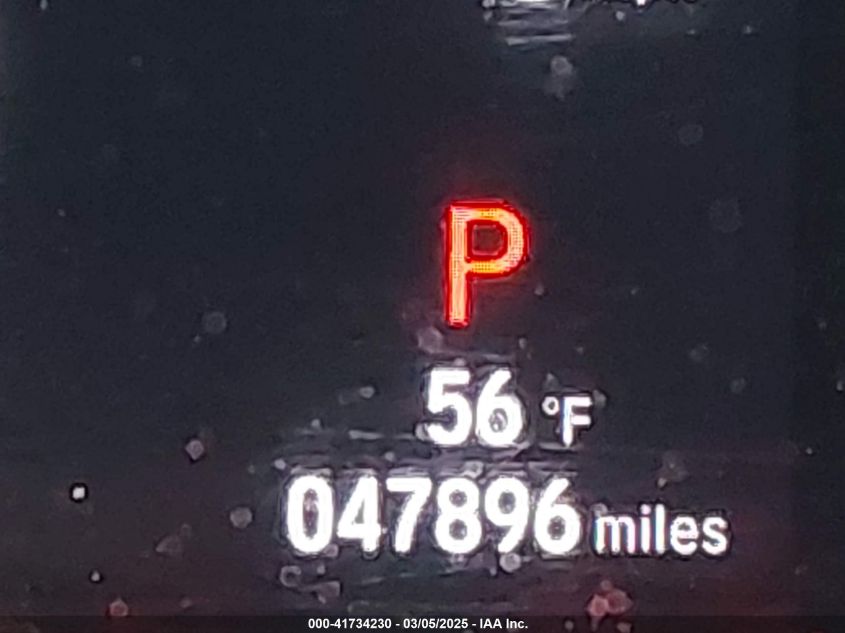 P
56 °F
047896 miles
000-41734230 - 03/05/2025 - IAA Inc.